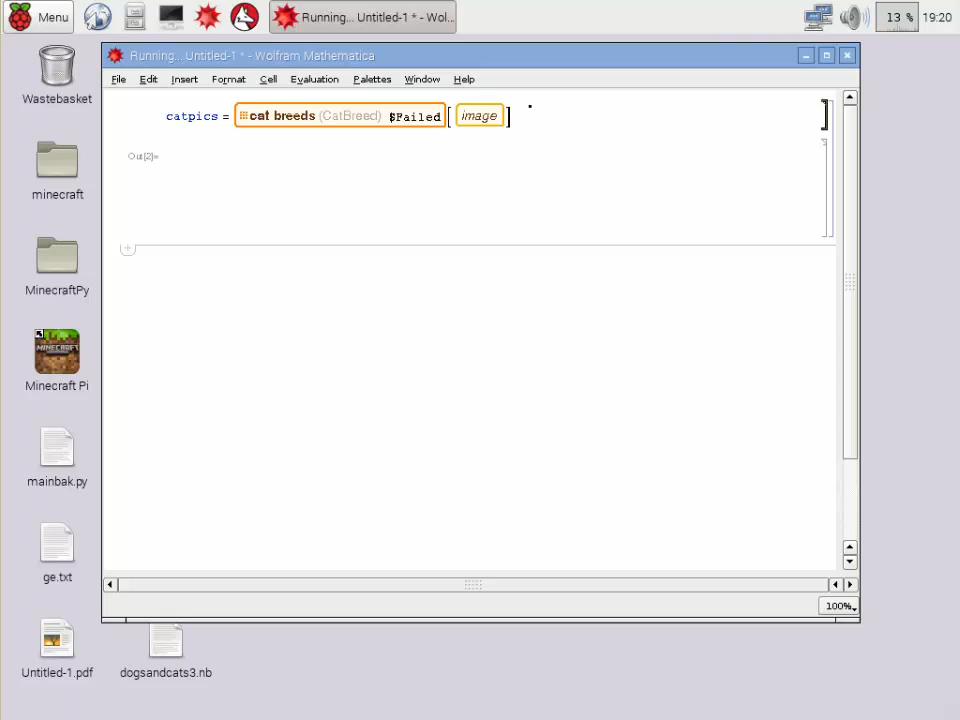 Menu
Running... Untitled-1 * - Wol...
13 %
19:20
Running... Untitled-1 * - Wolfram Mathematica
File Edit Insert Format Cell Evaluation Palettes Window Help
catpics = cat breeds (CatBreed) $Failed [ image ]
Out[2]=
100%
Wastebasket
minecraft
MinecraftPy
Minecraft Pi
mainbak.py
ge.txt
Untitled-1.pdf
dogsandcats3.nb